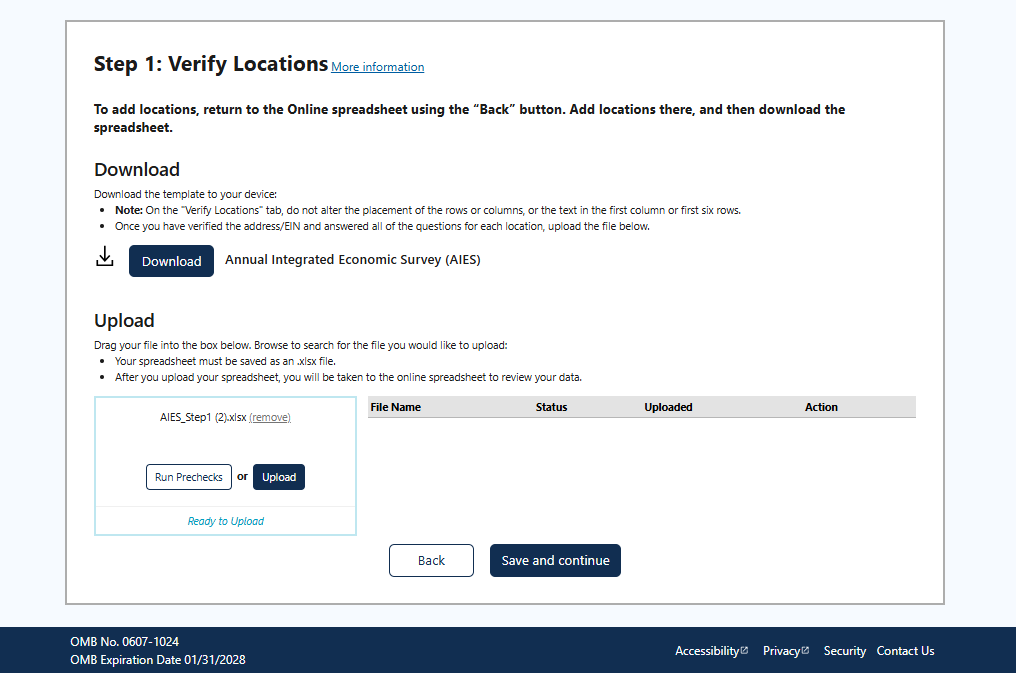 Step 1: Verify Locations More information
To add locations, return to the Online spreadsheet using the “Back” button. Add locations there, and then download the
spreadsheet.
Download
Download the template to your device:
• Note: On the "Verify Locations" tab, do not alter the placement of the rows or columns, or the text in the first column or first six rows.
• Once you have verified the address/EIN and answered all of the questions for each location, upload the file below.
Download Annual Integrated Economic Survey (AIES)
Upload
Drag your file into the box below. Browse to search for the file you would like to upload:
• Your spreadsheet must be saved as an .xlsx file.
• After you upload your spreadsheet, you will be taken to the online spreadsheet to review your data.
File Name Status Uploaded Action
AIES_Step1 (2).xlsx (remove)
Run Prechecks or Upload
Ready to Upload
Back Save and continue
OMB No. 0607-1024
OMB Expiration Date 01/31/2028
Accessibility Privacy Security Contact Us